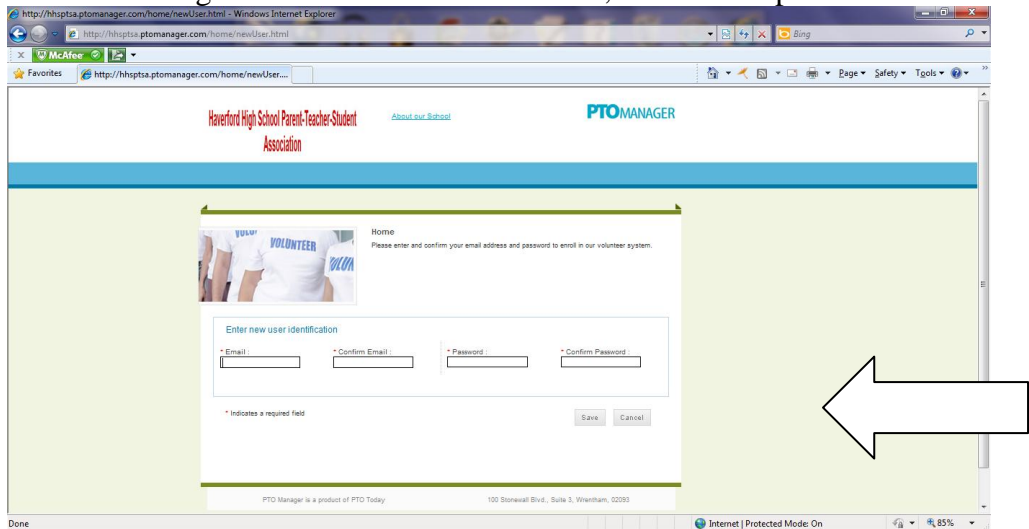 http://hhsptsa.ptomanager.com/home/newUser.html - Windows Internet Explorer
http://hhsptsa.ptomanager.com/home/newUser.html
Bing
x McAfee
Favorites http://hhsptsa.ptomanager.com/home/newUser....
Page Safety Tools
Haverford High School Parent-Teacher-Student
Association
About our School
PTOMANAGER
VOLUNTEER
Home
Please enter and confirm your email address and password to enroll in our volunteer system.
Enter new user identification
* Email : * Confirm Email : * Password : * Confirm Password :
* Indicates a required field
Save Cancel
PTO Manager is a product of PTO Today 100 Stonewall Blvd., Suite 3, Wrentham, 02093
Done Internet | Protected Mode: On 85%